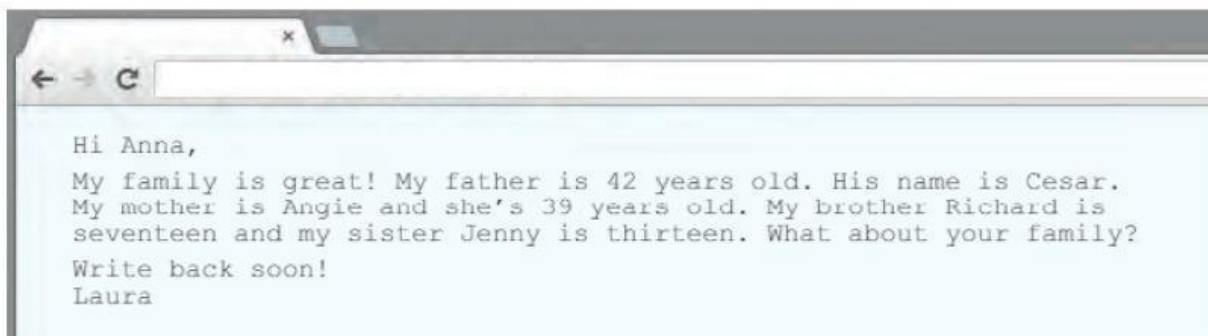 Hi Anna,
My family is great! My father is 42 years old. His name is Cesar.
My mother is Angie and she's 39 years old. My brother Richard is
seventeen and my sister Jenny is thirteen. What about your family?
Write back soon!
Laura